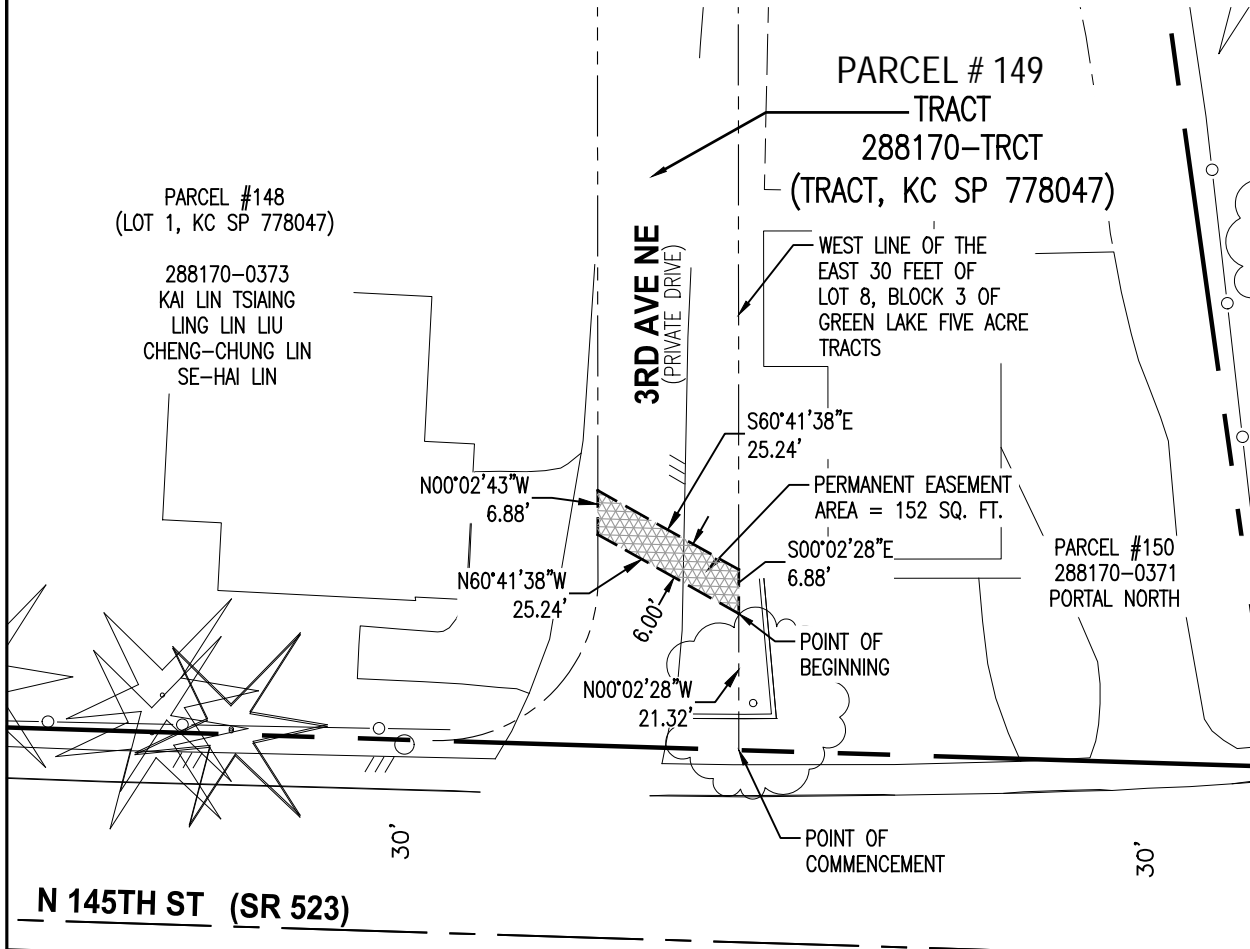 PARCEL # 149
TRACT
288170-TRCT
(TRACT, KC SP 778047)
PARCEL #148
(LOT 1, KC SP 778047)
288170-0373
KAI LIN TSIAING
LING LIN LIU
CHENG-CHUNG LIN
SE-HAI LIN
3RD AVE NE
(PRIVATE DRIVE)
WEST LINE OF THE
EAST 30 FEET OF
LOT 8, BLOCK 3 OF
GREEN LAKE FIVE ACRE
TRACTS
S60°41'38"E
25.24'
N00°02'43"W
6.88'
PERMANENT EASEMENT
AREA = 152 SQ. FT.
S00°02'28"E
6.88'
N60°41'38"W
25.24'
6.00'
PARCEL #150
288170-0371
PORTAL NORTH
POINT OF
BEGINNING
N00°02'28"W
21.32'
POINT OF
COMMENCEMENT
30'
30'
N 145TH ST (SR 523)